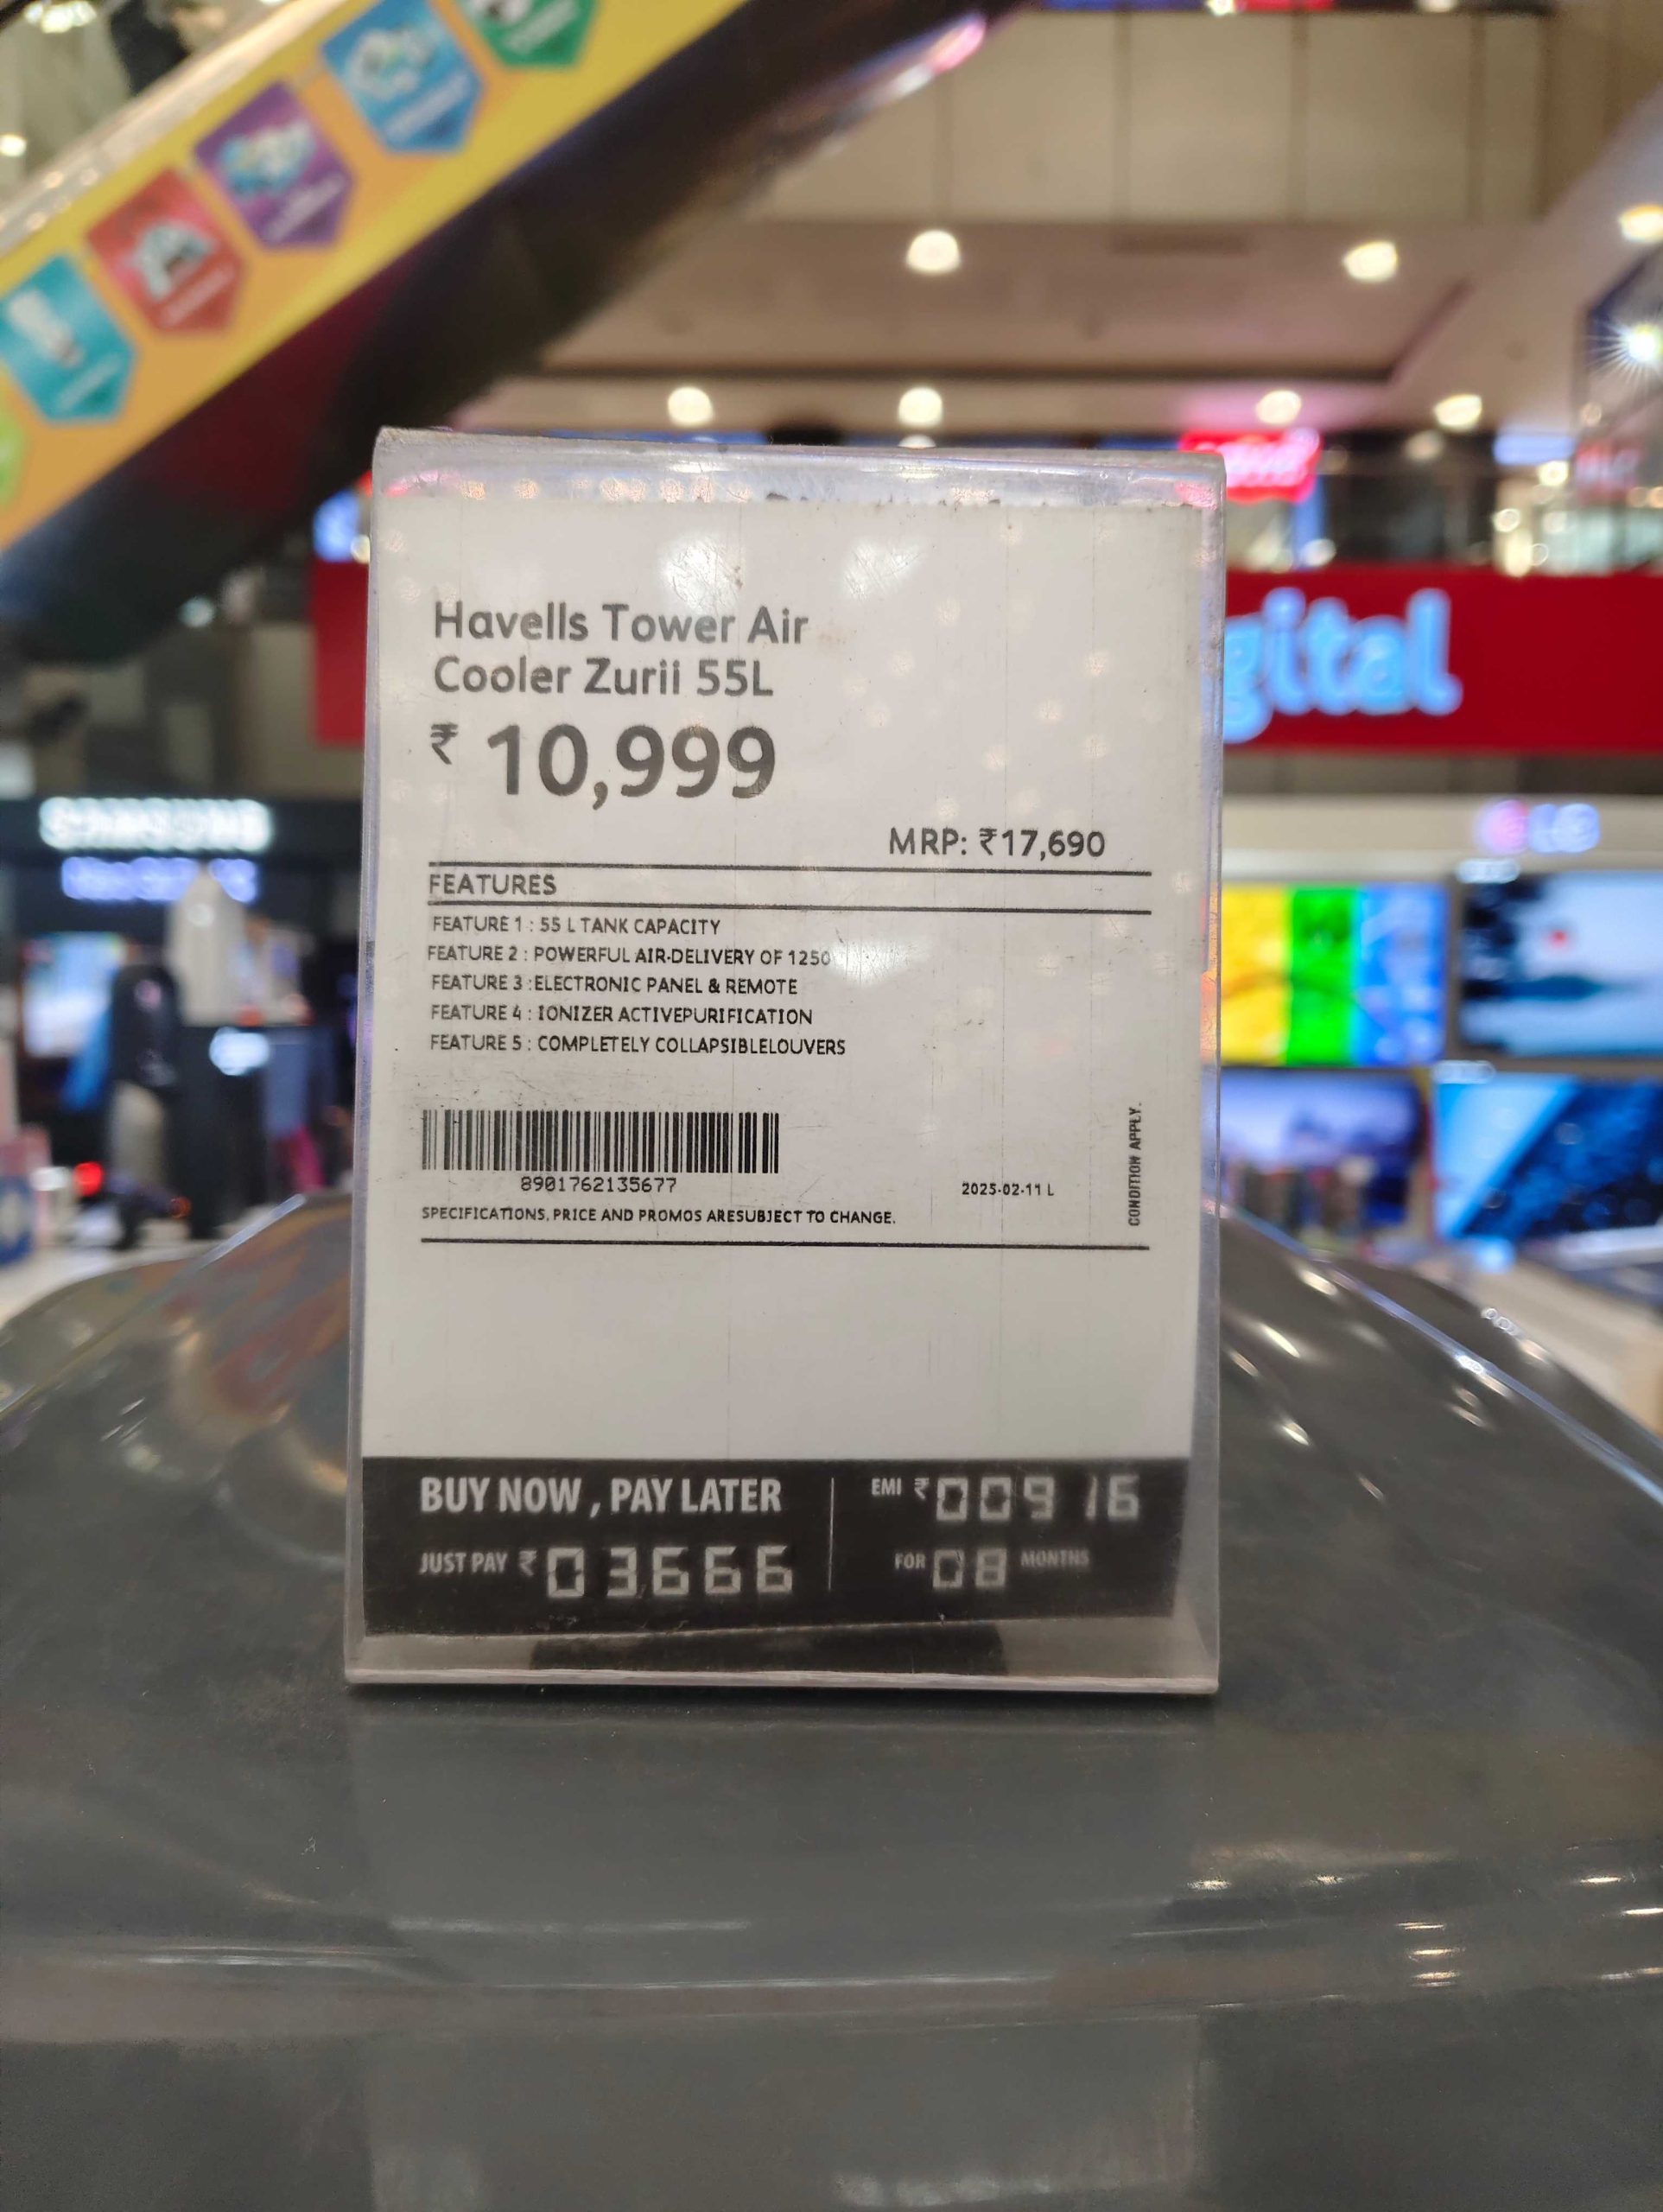 Havells Tower Air
Cooler Zurii 55L
₹ 10,999
MRP: ₹17,690
FEATURES
FEATURE 1 : 55 L TANK CAPACITY
FEATURE 2 : POWERFUL AIR-DELIVERY OF 1250
FEATURE 3 :ELECTRONIC PANEL & REMOTE
FEATURE 4 : IONIZER ACTIVEPURIFICATION
FEATURE 5 : COMPLETELY COLLAPSIBLELOUVERS
8901762135677
2025-02-11 L
CONDITION APPLY.
SPECIFICATIONS, PRICE AND PROMOS ARESUBJECT TO CHANGE.
BUY NOW , PAY LATER
JUST PAY ₹ 03666
EMI ₹ 00916
FOR 08 MONTHS
gital
SAMSUNG
LG